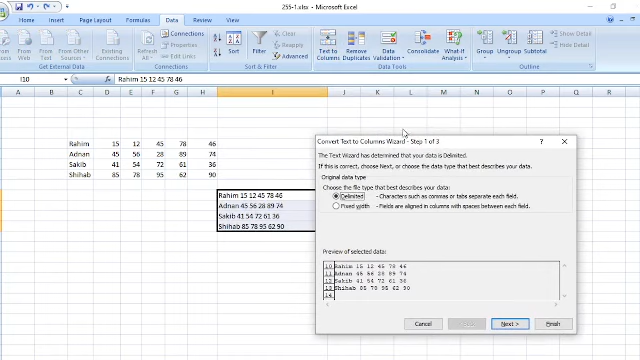 255-1.xlsx - Microsoft Excel
Home Insert Page Layout Formulas Data Review View
From Web From Text From Other Sources Existing Connections Refresh All Connections Properties Edit Links Sort Filter Clear Reapply Advanced Text to Columns Remove Duplicates Data Validation Consolidate What-If Analysis Group Ungroup Subtotal Show Detail Hide Detail
Get External Data Connections Sort & Filter Data Tools Outline
I10 Rahim 15 12 45 78 46
A B C D E F G H I J K L M N O P Q R
Rahim 15 12 45 78 46
Adnan 45 56 28 89 74
Sakib 41 54 72 61 36
Shihab 85 78 95 62 90
Rahim 15 12 45 78 46
Adnan 45 56 28 89 74
Sakib 41 54 72 61 36
Shihab 85 78 95 62 90
Convert Text to Columns Wizard - Step 1 of 3
The Text Wizard has determined that your data is Delimited.
If this is correct, choose Next, or choose the data type that best describes your data.
Original data type
Choose the file type that best describes your data:
Delimited - Characters such as commas or tabs separate each field.
Fixed width - Fields are aligned in columns with spaces between each field.
Preview of selected data:
10 Rahim 15 12 45 78 46
11 Adnan 45 56 28 89 74
12 Sakib 41 54 72 61 36
13 Shihab 85 78 95 62 90
14
Cancel Next > Finish